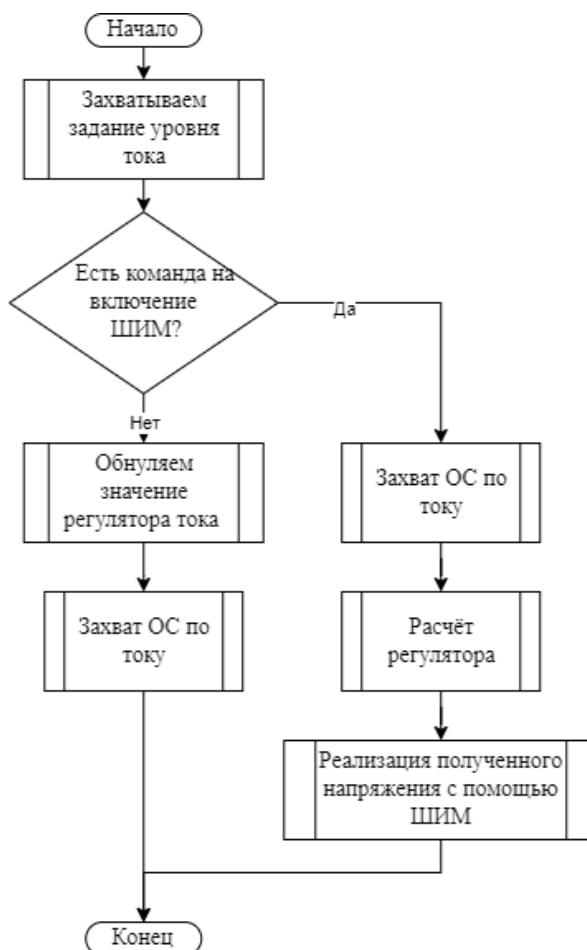 Начало
Захватываем
задание уровня
тока
Есть команда на
включение
ШИМ?
Да
Нет
Обнуляем
значение
регулятора тока
Захват ОС по
току
Захват ОС по
току
Расчёт
регулятора
Реализация полученного
напряжения с помощью
ШИМ
Конец